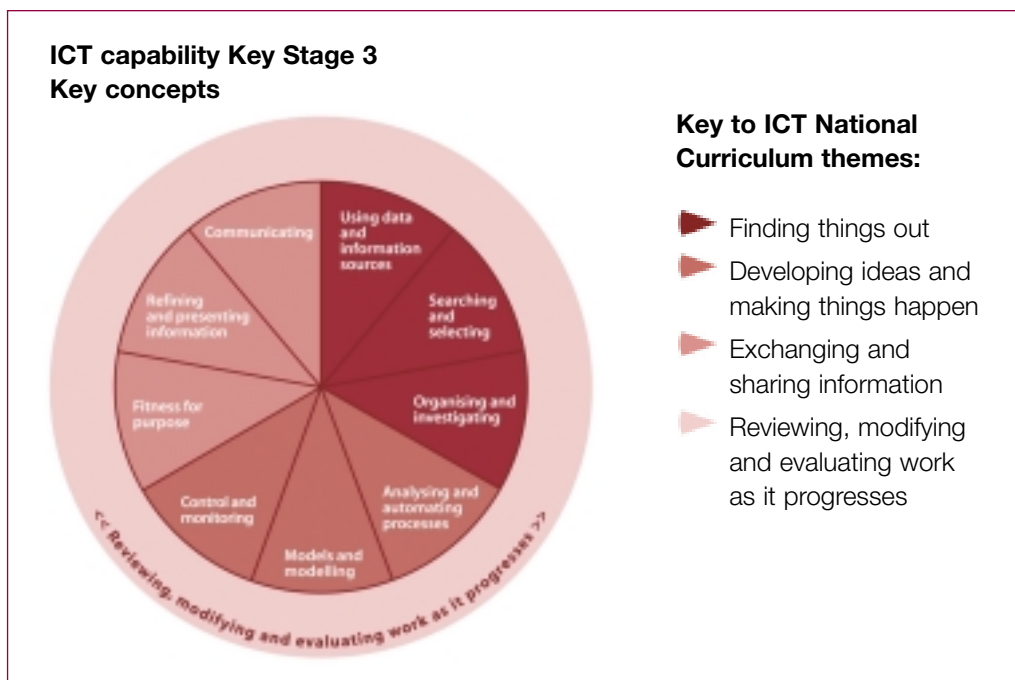 ICT capability Key Stage 3
Key concepts
Key to ICT National
Curriculum themes:
Finding things out
Developing ideas and
making things happen
Exchanging and
sharing information
Reviewing, modifying
and evaluating work
as it progresses
Using data
and
information
sources
Searching
and
selecting
Organising and
investigating
Analysing and
automating
processes
Models and
modelling
Control and
monitoring
Fitness for
purpose
Refining
and presenting
information
Communicating
<< Reviewing, modifying and evaluating work as it progresses >>